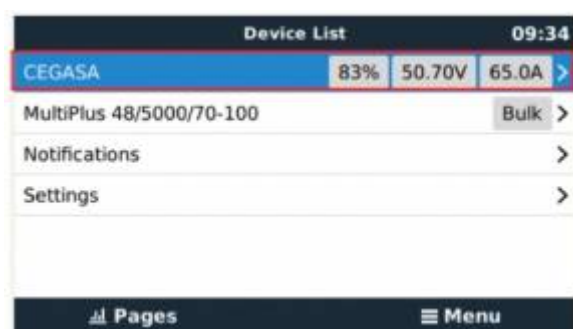 Device List 09:34
CEGASA 83% 50.70V 65.0A >
MultiPlus 48/5000/70-100 Bulk >
Notifications >
Settings >
Pages Menu